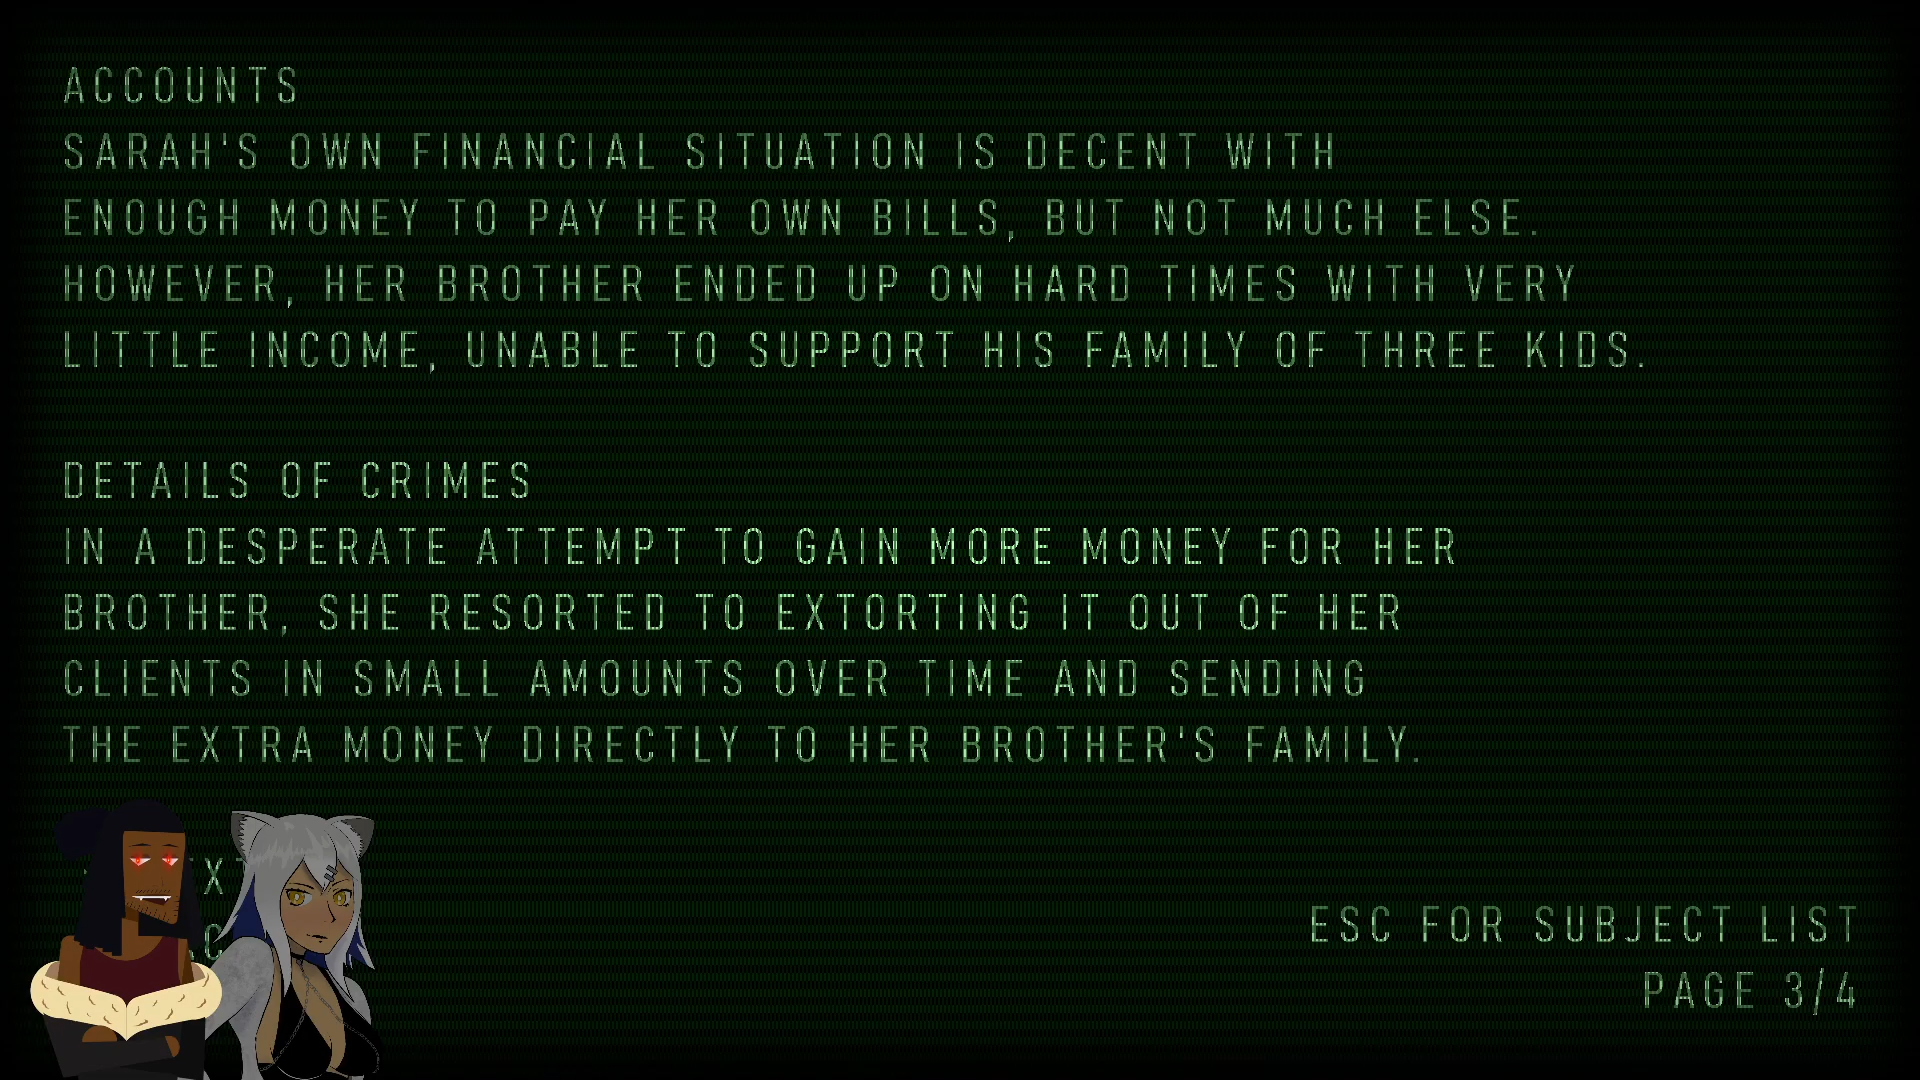 ACCOUNTS
SARAH'S OWN FINANCIAL SITUATION IS DECENT WITH
ENOUGH MONEY TO PAY HER OWN BILLS, BUT NOT MUCH ELSE.
HOWEVER, HER BROTHER ENDED UP ON HARD TIMES WITH VERY
LITTLE INCOME, UNABLE TO SUPPORT HIS FAMILY OF THREE KIDS.
DETAILS OF CRIMES
IN A DESPERATE ATTEMPT TO GAIN MORE MONEY FOR HER
BROTHER, SHE RESORTED TO EXTORTING IT OUT OF HER
CLIENTS IN SMALL AMOUNTS OVER TIME AND SENDING
THE EXTRA MONEY DIRECTLY TO HER BROTHER'S FAMILY.
ESC FOR SUBJECT LIST
PAGE 3/4